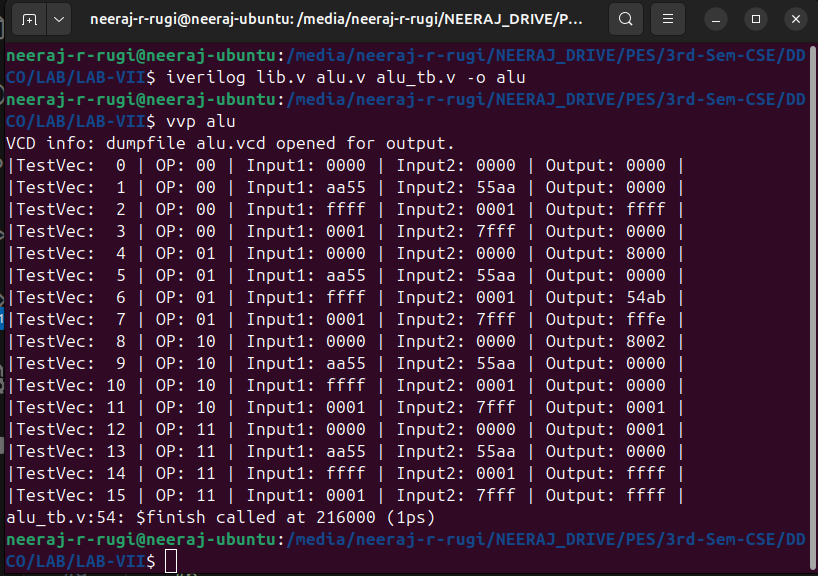 neeraj-r-rugi@neeraj-ubuntu: /media/neeraj-r-rugi/NEERAJ_DRIVE/P...
neeraj-r-rugi@neeraj-ubuntu:/media/neeraj-r-rugi/NEERAJ_DRIVE/PES/3rd-Sem-CSE/DD
CO/LAB/LAB-VII$ iverilog lib.v alu.v alu_tb.v -o alu
neeraj-r-rugi@neeraj-ubuntu:/media/neeraj-r-rugi/NEERAJ_DRIVE/PES/3rd-Sem-CSE/DD
CO/LAB/LAB-VII$ vvp alu
VCD info: dumpfile alu.vcd opened for output.
|TestVec:  0 | OP: 00 | Input1: 0000 | Input2: 0000 | Output: 0000 |
|TestVec:  1 | OP: 00 | Input1: aa55 | Input2: 55aa | Output: 0000 |
|TestVec:  2 | OP: 00 | Input1: ffff | Input2: 0001 | Output: ffff |
|TestVec:  3 | OP: 00 | Input1: 0001 | Input2: 7fff | Output: 0000 |
|TestVec:  4 | OP: 01 | Input1: 0000 | Input2: 0000 | Output: 8000 |
|TestVec:  5 | OP: 01 | Input1: aa55 | Input2: 55aa | Output: 0000 |
|TestVec:  6 | OP: 01 | Input1: ffff | Input2: 0001 | Output: 54ab |
|TestVec:  7 | OP: 01 | Input1: 0001 | Input2: 7fff | Output: fffe |
|TestVec:  8 | OP: 10 | Input1: 0000 | Input2: 0000 | Output: 8002 |
|TestVec:  9 | OP: 10 | Input1: aa55 | Input2: 55aa | Output: 0000 |
|TestVec: 10 | OP: 10 | Input1: ffff | Input2: 0001 | Output: 0000 |
|TestVec: 11 | OP: 10 | Input1: 0001 | Input2: 7fff | Output: 0001 |
|TestVec: 12 | OP: 11 | Input1: 0000 | Input2: 0000 | Output: 0001 |
|TestVec: 13 | OP: 11 | Input1: aa55 | Input2: 55aa | Output: 0000 |
|TestVec: 14 | OP: 11 | Input1: ffff | Input2: 0001 | Output: ffff |
|TestVec: 15 | OP: 11 | Input1: 0001 | Input2: 7fff | Output: ffff |
alu_tb.v:54: $finish called at 216000 (1ps)
neeraj-r-rugi@neeraj-ubuntu:/media/neeraj-r-rugi/NEERAJ_DRIVE/PES/3rd-Sem-CSE/DD
CO/LAB/LAB-VII$